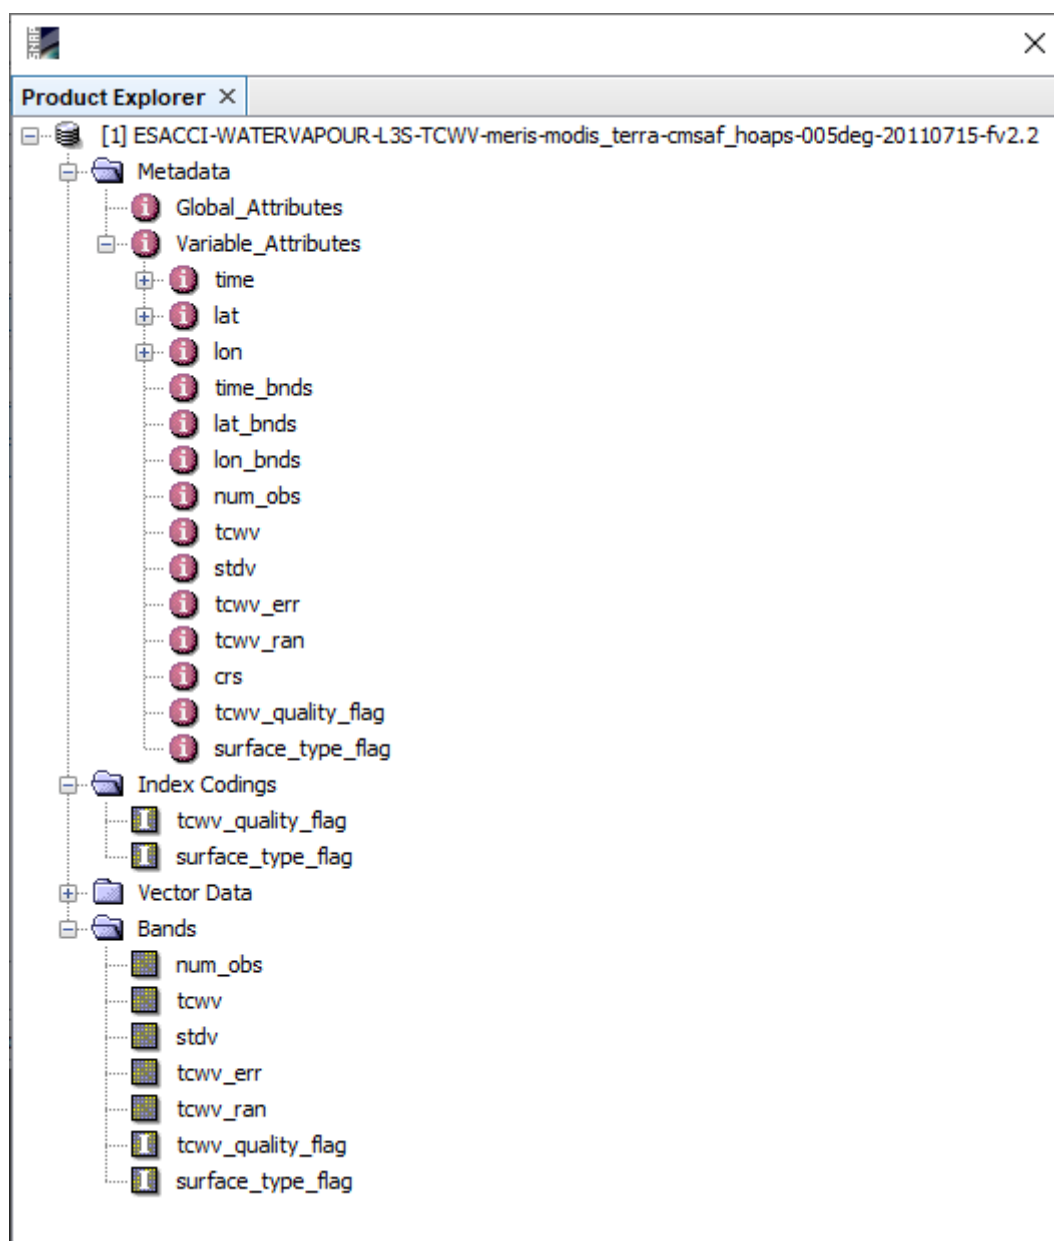 SNAP
Product Explorer
[1] ESACCI-WATERVAPOUR-L3S-TCWV-meris-modis_terra-cmsaf_hoaps-005deg-20110715-fv2.2
Metadata
Global_Attributes
Variable_Attributes
time
lat
lon
time_bnds
lat_bnds
lon_bnds
num_obs
tcwv
stdv
tcwv_err
tcwv_ran
crs
tcwv_quality_flag
surface_type_flag
Index Codings
tcwv_quality_flag
surface_type_flag
Vector Data
Bands
num_obs
tcwv
stdv
tcwv_err
tcwv_ran
tcwv_quality_flag
surface_type_flag